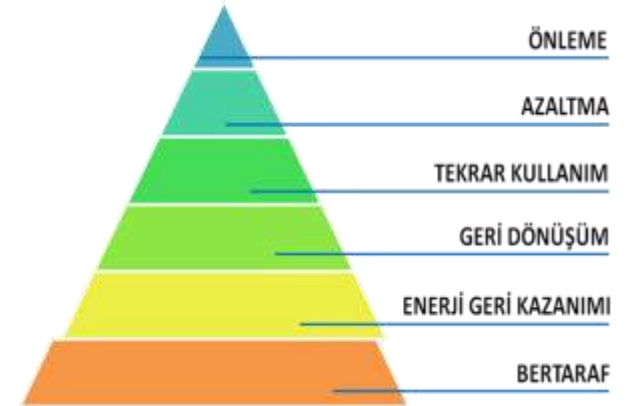 ÖNLEME
AZALTMA
TEKRAR KULLANIM
GERİ DÖNÜŞÜM
ENERJİ GERİ KAZANIMI
BERTARAF